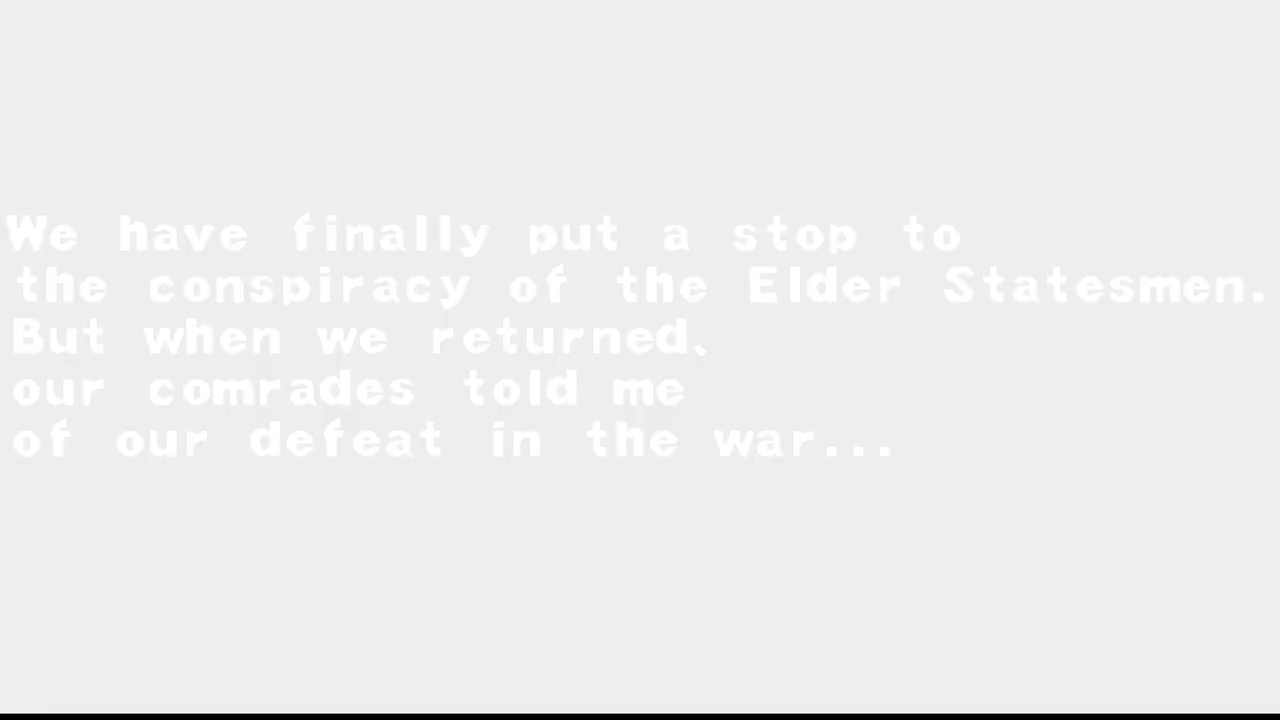 We have finally put a stop to
the conspiracy of the Elder Statesmen.
But when we returned、
our comrades told me
of our defeat in the war...